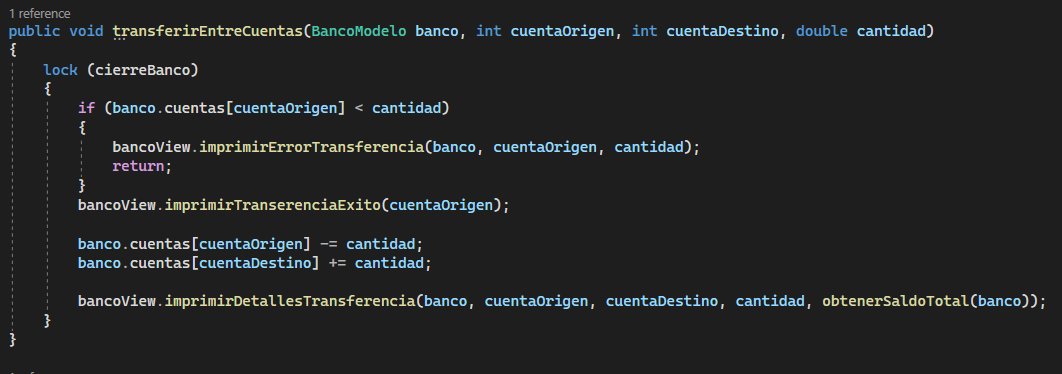 1 reference
public void transferirEntreCuentas(BancoModelo banco, int cuentaOrigen, int cuentaDestino, double cantidad)
{
lock (cierreBanco)
{
if (banco.cuentas[cuentaOrigen] < cantidad)
{
bancoView.imprimirErrorTransferencia(banco, cuentaOrigen, cantidad);
return;
}
bancoView.imprimirTranserenciaExito(cuentaOrigen);
banco.cuentas[cuentaOrigen] -= cantidad;
banco.cuentas[cuentaDestino] += cantidad;
bancoView.imprimirDetallesTransferencia(banco, cuentaOrigen, cuentaDestino, cantidad, obtenerSaldoTotal(banco));
}
}